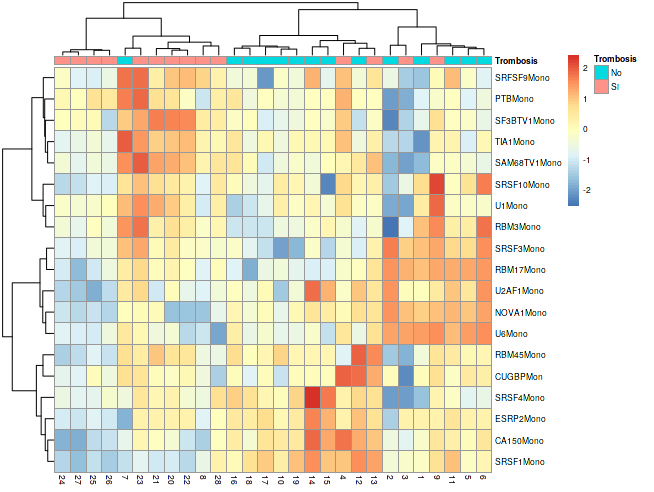 Trombosis
SRFSF9Mono
PTBMono
SF3BTV1Mono
TIA1Mono
SAM68TV1Mono
SRSF10Mono
U1Mono
RBM3Mono
SRSF3Mono
RBM17Mono
U2AF1Mono
NOVA1Mono
U6Mono
RBM45Mono
CUGBPMon
SRSF4Mono
ESRP2Mono
CA150Mono
SRSF1Mono
24 27 25 26 7 23 21 20 22 8 28 16 18 17 10 19 14 15 4 12 13 2 3 1 9 11 5 6
2
1
0
-1
-2
Trombosis
No
SI